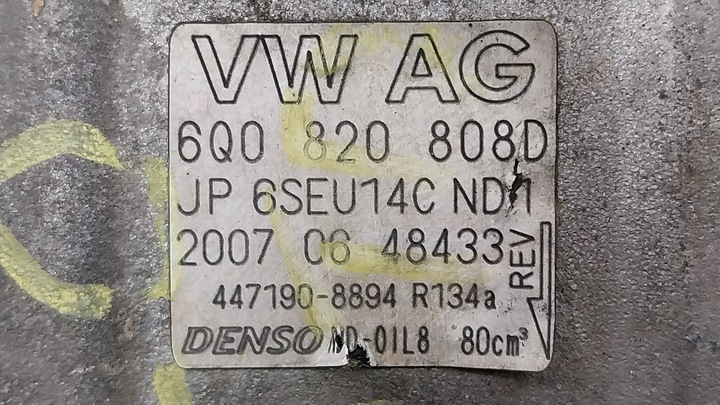 VW AG
6Q0 820 808D
JP 6SEU14C ND1
2007 06 48433
REV
447190-8894 R134a
DENSO ND-OIL8 80cm³